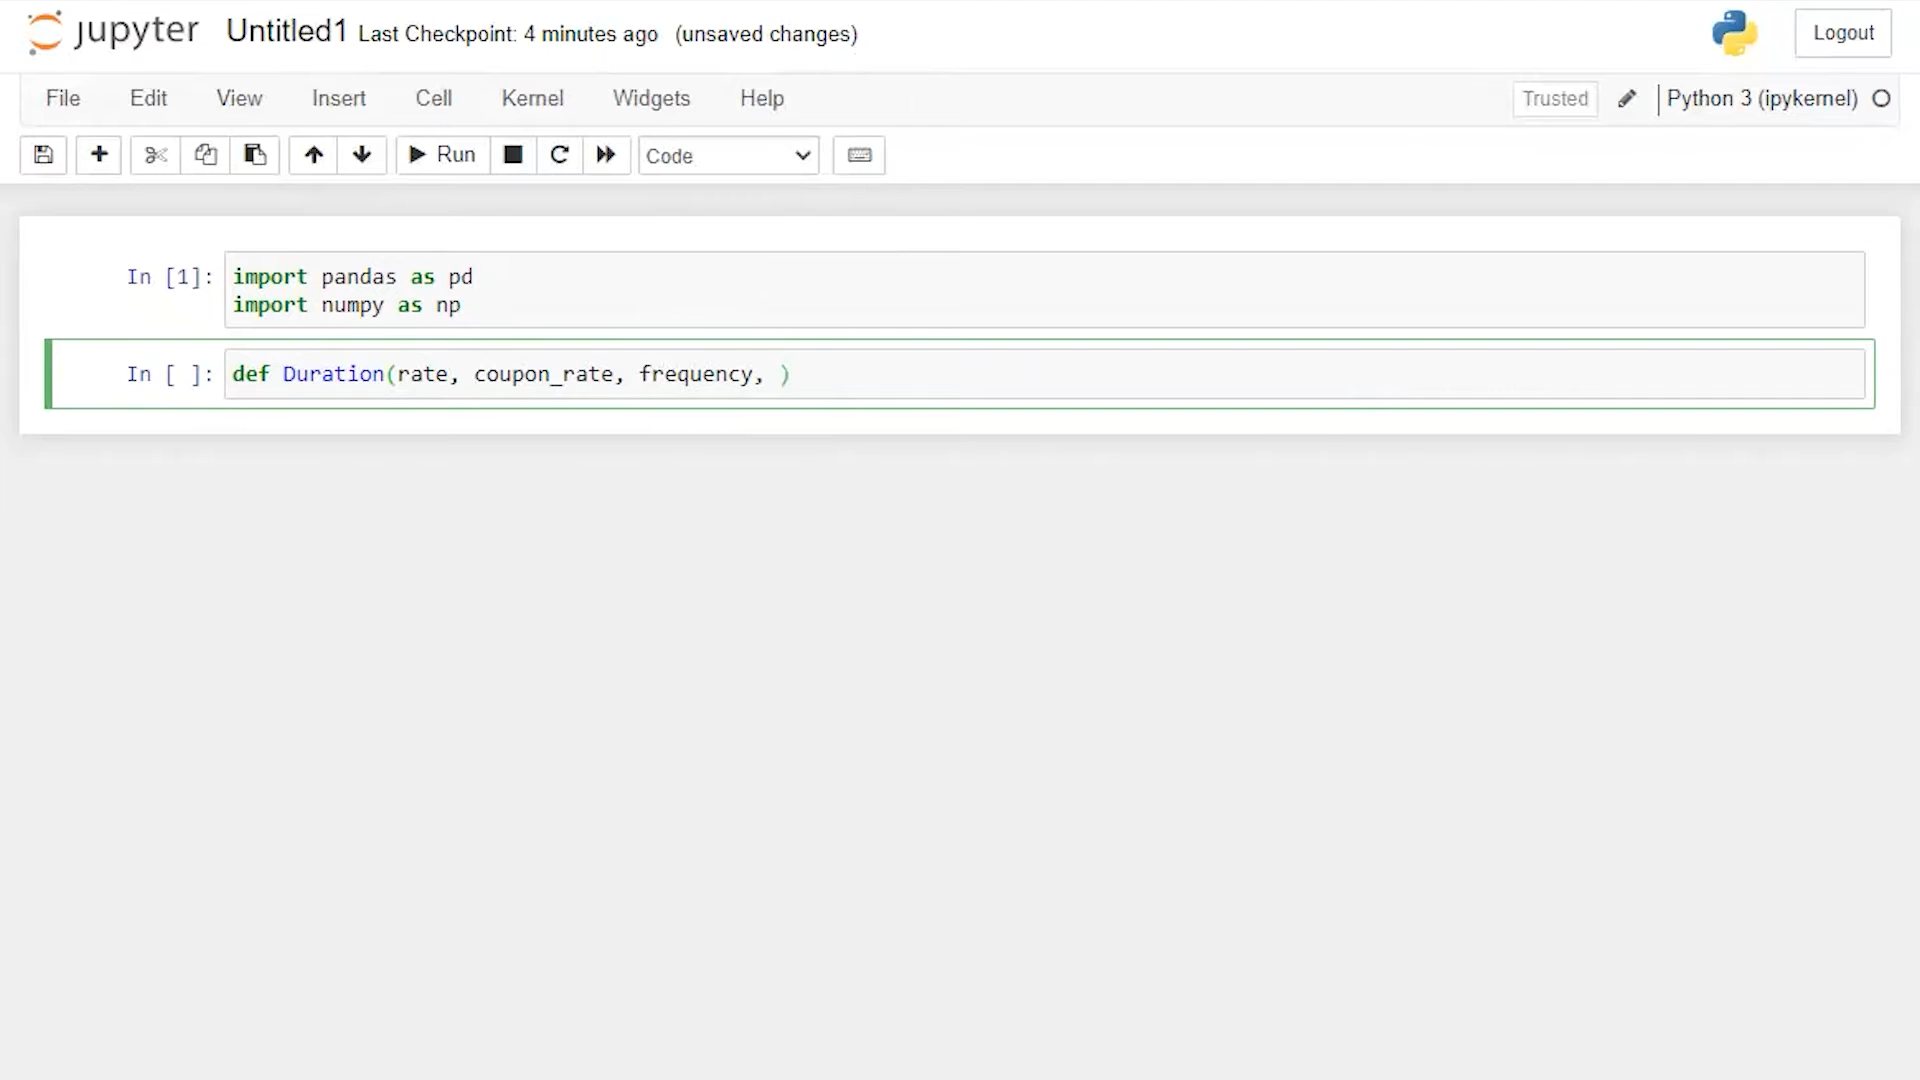 jupyter Untitled1 Last Checkpoint: 4 minutes ago (unsaved changes) Logout
File Edit View Insert Cell Kernel Widgets Help Trusted Python 3 (ipykernel)
Run Code
In [1]: import pandas as pd
import numpy as np
In [ ]: def Duration(rate, coupon_rate, frequency, )